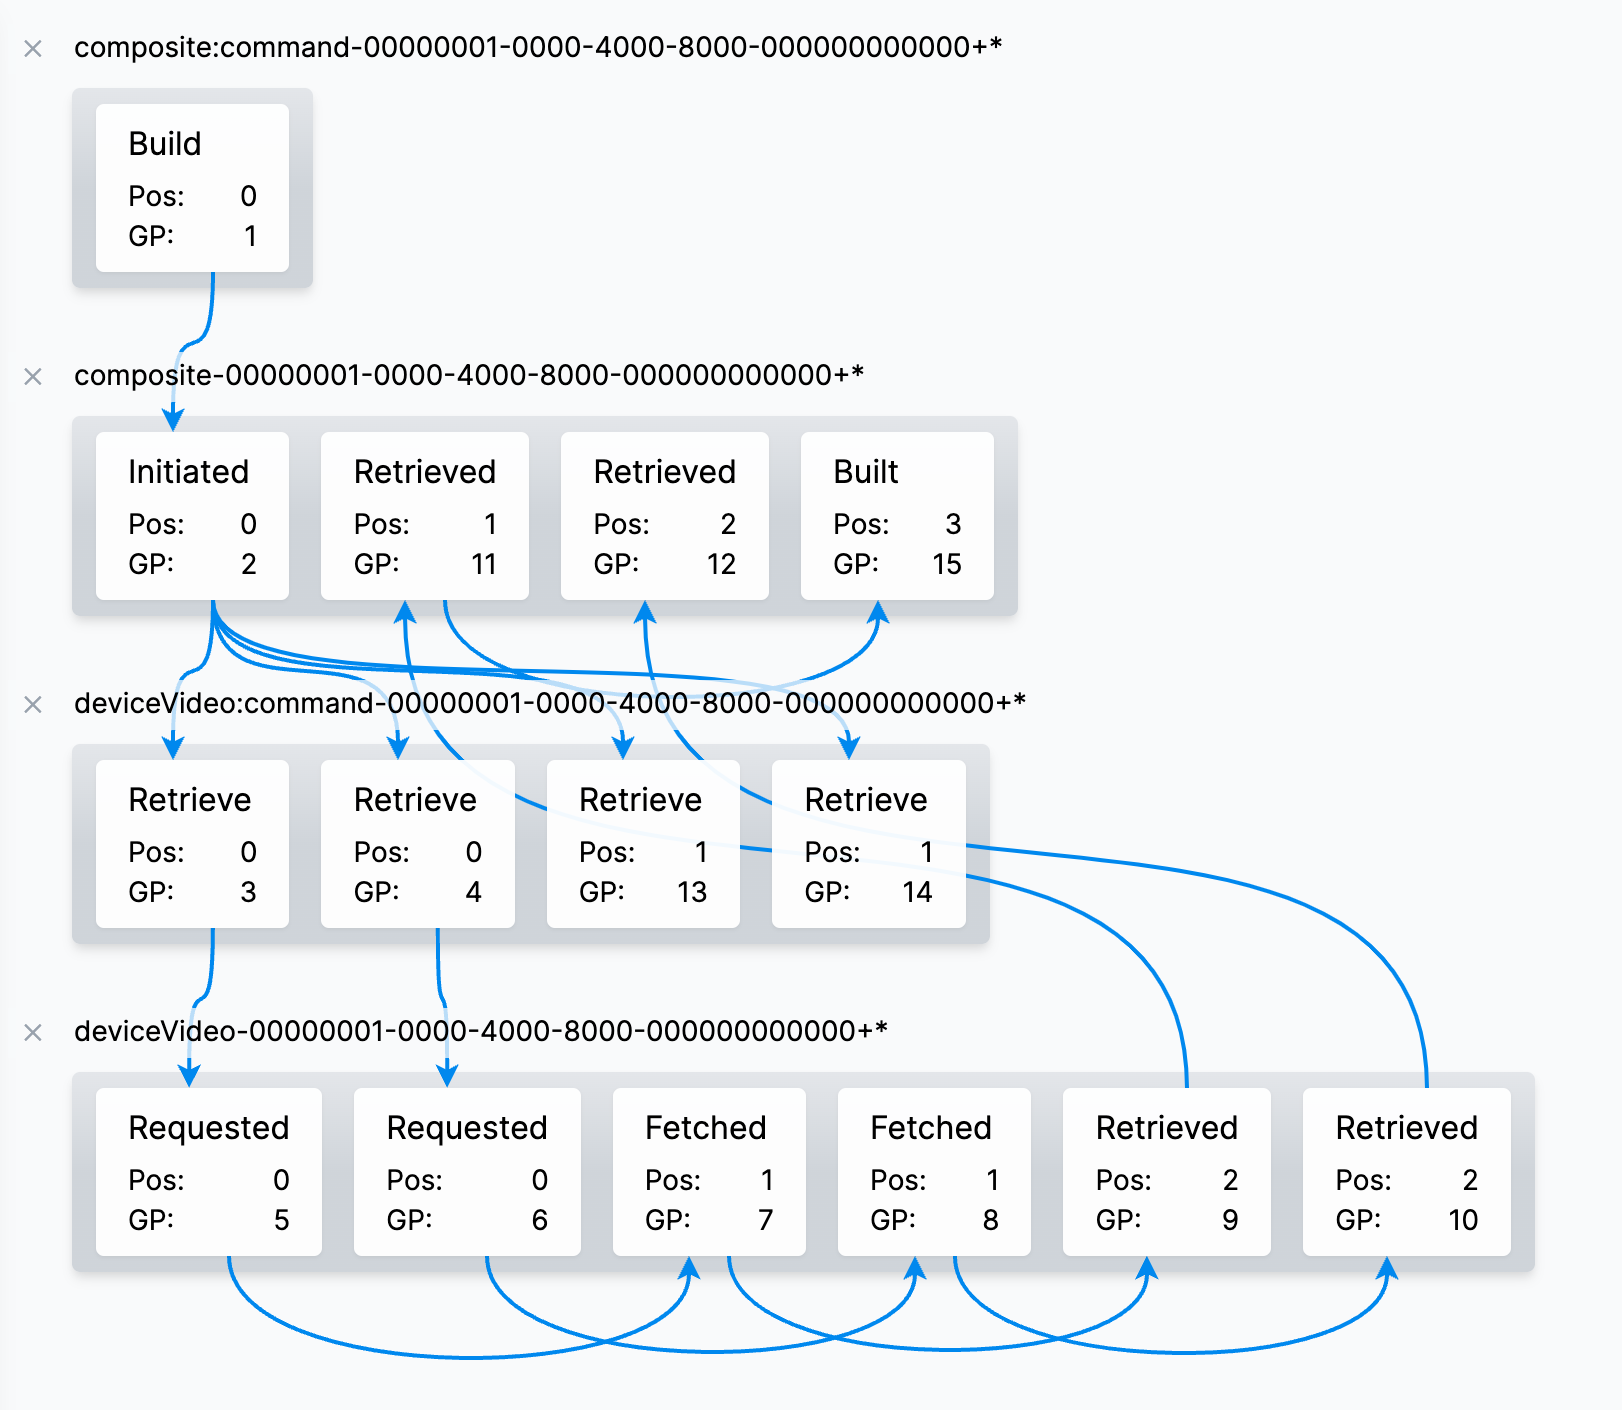 composite:command-00000001-0000-4000-8000-000000000000+*
Build
Pos: 0
GP: 1
composite-00000001-0000-4000-8000-000000000000+*
Initiated
Pos: 0
GP: 2
Retrieved
Pos: 1
GP: 11
Retrieved
Pos: 2
GP: 12
Built
Pos: 3
GP: 15
deviceVideo:command-00000001-0000-4000-8000-000000000000+*
Retrieve
Pos: 0
GP: 3
Retrieve
Pos: 0
GP: 4
Retrieve
Pos: 1
GP: 13
Retrieve
Pos: 1
GP: 14
deviceVideo-00000001-0000-4000-8000-000000000000+*
Requested
Pos: 0
GP: 5
Requested
Pos: 0
GP: 6
Fetched
Pos: 1
GP: 7
Fetched
Pos: 1
GP: 8
Retrieved
Pos: 2
GP: 9
Retrieved
Pos: 2
GP: 10